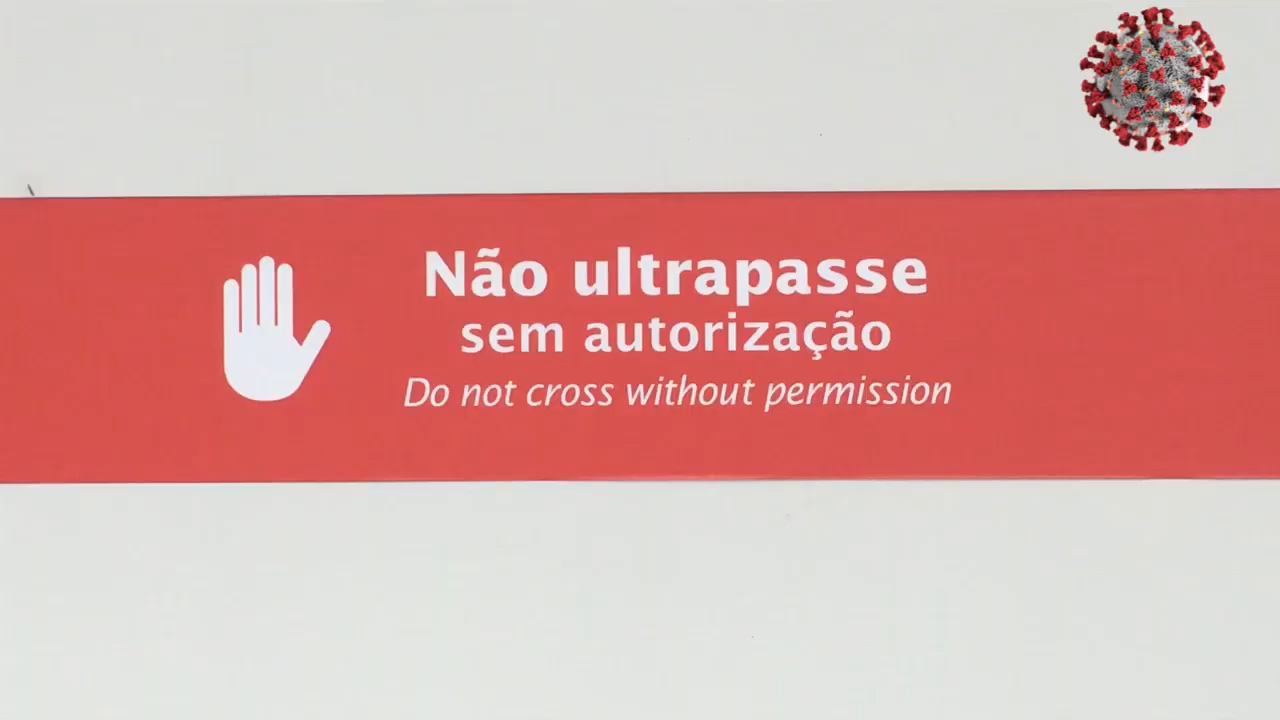 Não ultrapasse
sem autorização
Do not cross without permission